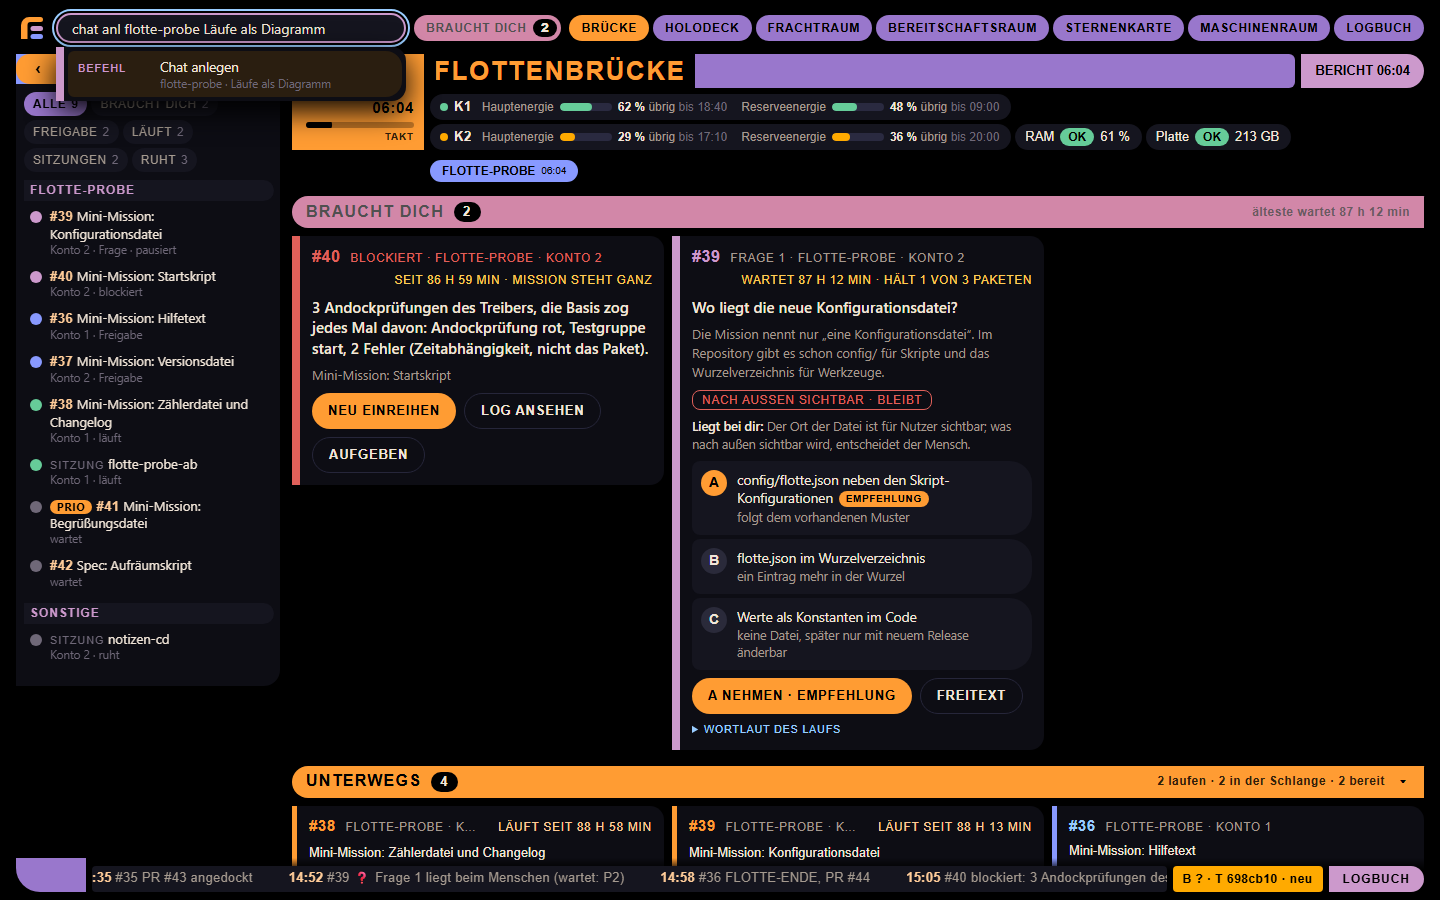 chat anl flotte-probe Läufe als Diagramm
BRAUCHT DICH 2
BRÜCKE
HOLODECK
FRACHTRAUM
BEREITSCHAFTSRAUM
STERNENKARTE
MASCHINENRAUM
LOGBUCH
BEFEHL Chat anlegen
flotte-probe · Läufe als Diagramm
‹
ALLE 9
BRAUCHT DICH 2
FREIGABE 2
LÄUFT 2
SITZUNGEN 2
RUHT 3
FLOTTE-PROBE
#39 Mini-Mission:
Konfigurationsdatei
Konto 2 · Frage · pausiert
#40 Mini-Mission: Startskript
Konto 2 · blockiert
#36 Mini-Mission: Hilfetext
Konto 1 · Freigabe
#37 Mini-Mission: Versionsdatei
Konto 2 · Freigabe
#38 Mini-Mission: Zählerdatei und
Changelog
Konto 1 · läuft
SITZUNG flotte-probe-ab
Konto 1 · läuft
PRIO #41 Mini-Mission:
Begrüßungsdatei
wartet
#42 Spec: Aufräumskript
wartet
SONSTIGE
SITZUNG notizen-cd
Konto 2 · ruht
06:04
TAKT
FLOTTENBRÜCKE
BERICHT 06:04
K1 Hauptenergie 62 % übrig bis 18:40 Reserveenergie 48 % übrig bis 09:00
K2 Hauptenergie 29 % übrig bis 17:10 Reserveenergie 36 % übrig bis 20:00
RAM OK 61 %
Platte OK 213 GB
FLOTTE-PROBE 06:04
BRAUCHT DICH 2
älteste wartet 87 h 12 min
#40 BLOCKIERT · FLOTTE-PROBE · KONTO 2
SEIT 86 H 59 MIN · MISSION STEHT GANZ
3 Andockprüfungen des Treibers, die Basis zog
jedes Mal davon: Andockprüfung rot, Testgruppe
start, 2 Fehler (Zeitabhängigkeit, nicht das Paket).
Mini-Mission: Startskript
NEU EINREIHEN
LOG ANSEHEN
AUFGEBEN
#39 FRAGE 1 · FLOTTE-PROBE · KONTO 2
WARTET 87 H 12 MIN · HÄLT 1 VON 3 PAKETEN
Wo liegt die neue Konfigurationsdatei?
Die Mission nennt nur „eine Konfigurationsdatei“. Im
Repository gibt es schon config/ für Skripte und das
Wurzelverzeichnis für Werkzeuge.
NACH AUSSEN SICHTBAR · BLEIBT
Liegt bei dir: Der Ort der Datei ist für Nutzer sichtbar; was
nach außen sichtbar wird, entscheidet der Mensch.
A config/flotte.json neben den Skript-
Konfigurationen EMPFEHLUNG
folgt dem vorhandenen Muster
B flotte.json im Wurzelverzeichnis
ein Eintrag mehr in der Wurzel
C Werte als Konstanten im Code
keine Datei, später nur mit neuem Release
änderbar
A NEHMEN · EMPFEHLUNG
FREITEXT
▶ WORTLAUT DES LAUFS
UNTERWEGS 4
2 laufen · 2 in der Schlange · 2 bereit
#38 FLOTTE-PROBE · K... LÄUFT SEIT 88 H 58 MIN
Mini-Mission: Zählerdatei und Changelog
#39 FLOTTE-PROBE · K... LÄUFT SEIT 88 H 13 MIN
Mini-Mission: Konfigurationsdatei
#36 FLOTTE-PROBE · KONTO 1
Mini-Mission: Hilfetext
:35 #35 PR #43 angedockt
14:52 #39 ❓ Frage 1 liegt beim Menschen (wartet: P2)
14:58 #36 FLOTTE-ENDE, PR #44
15:05 #40 blockiert: 3 Andockprüfungen des
B ? · T 698cb10 · neu
LOGBUCH